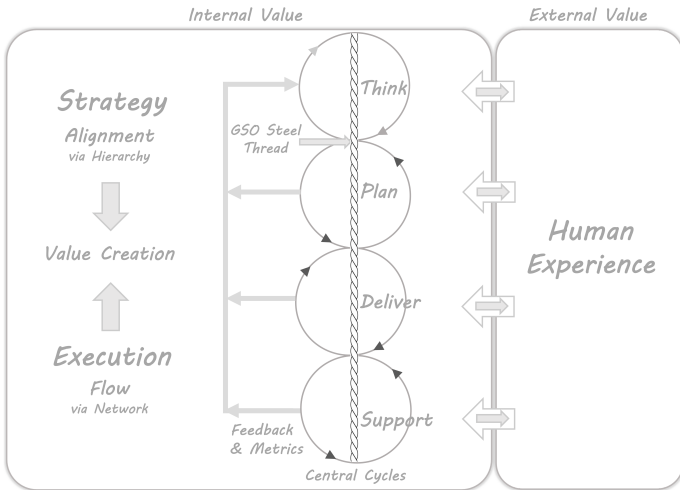 Internal Value
External Value
Strategy
Alignment
via Hierarchy
Value Creation
Execution
Flow
via Network
GSO Steel
Thread
Think
Plan
Deliver
Support
Feedback
& Metrics
Central Cycles
Human
Experience